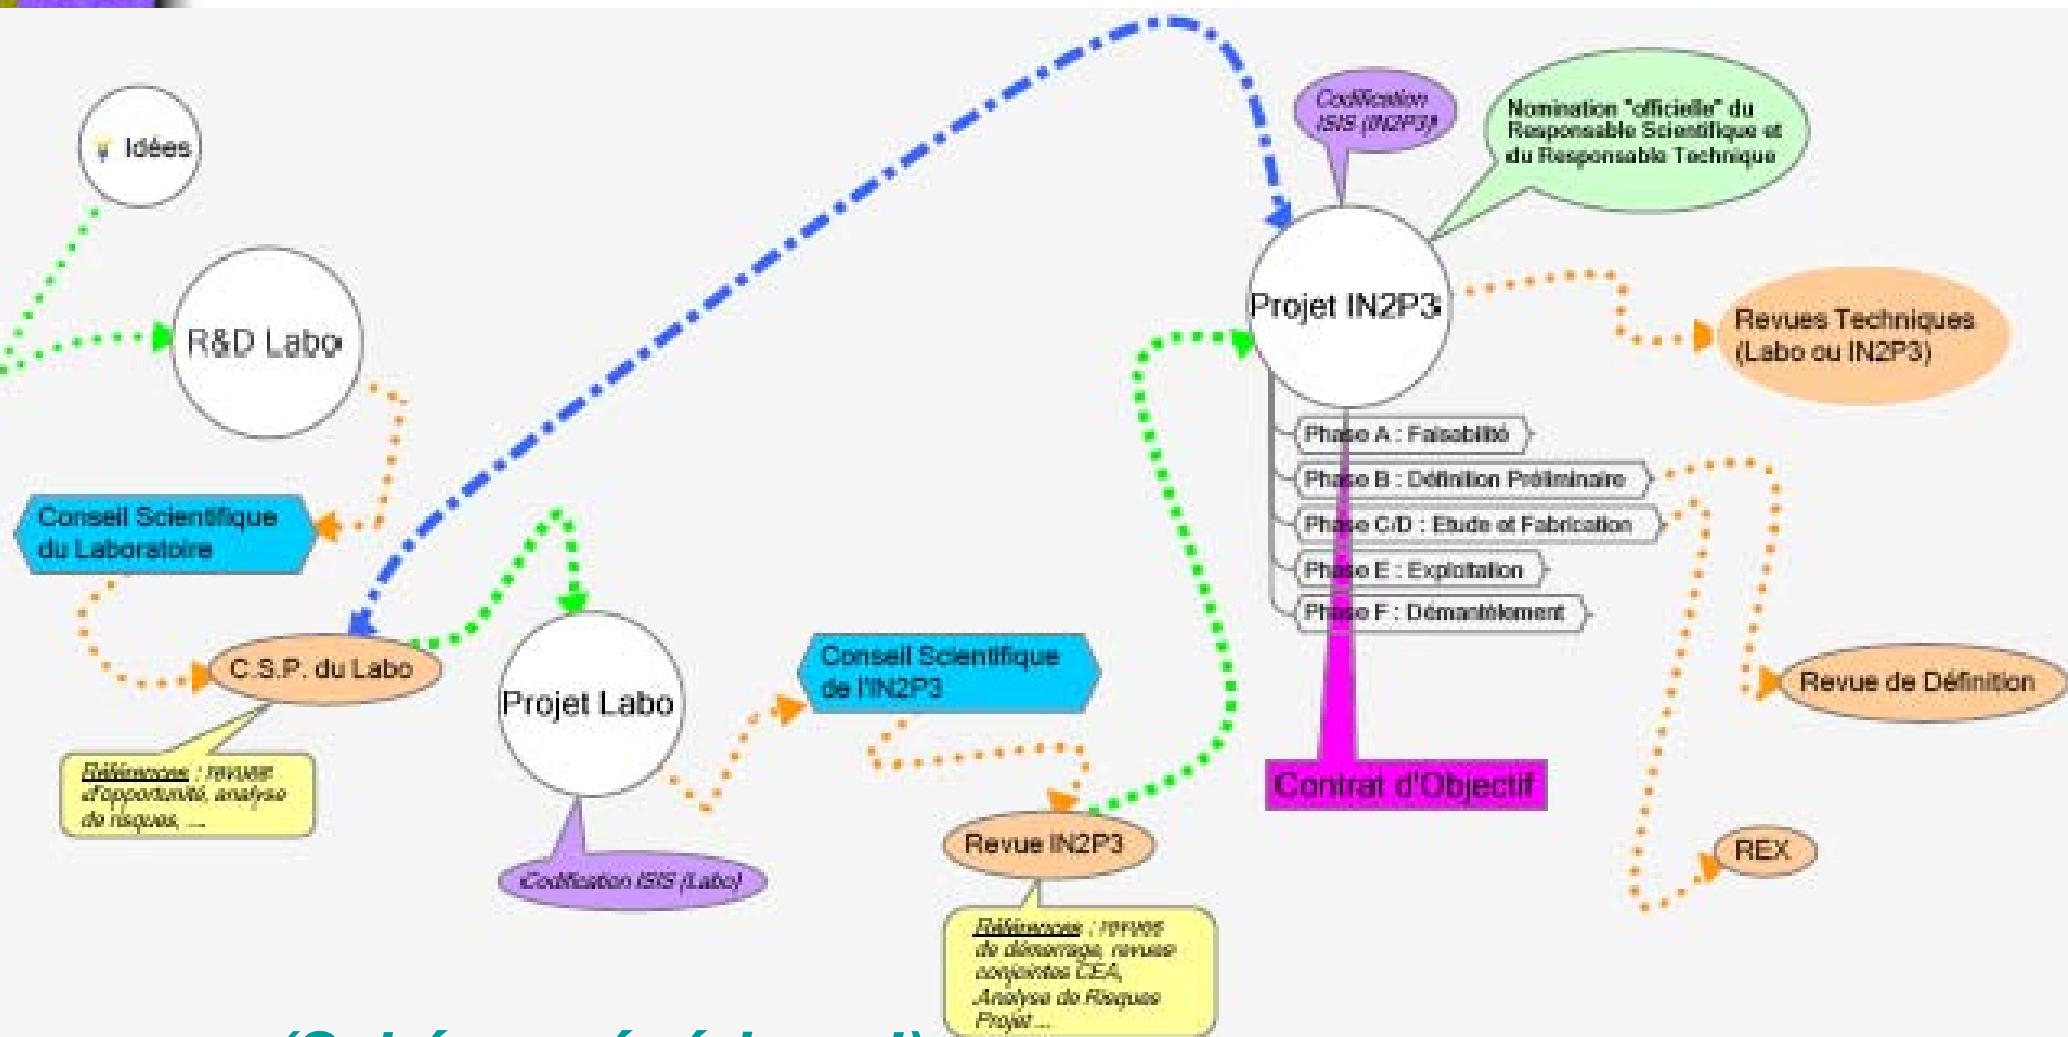 Idées
R&D Labo
Conseil Scientifique
du Laboratoire
C.S.P. du Labo
Références : revues
d'opportunité, analyse
de risques, ...
Projet Labo
Codification ISIS (Labo)
Conseil Scientifique
de l'IN2P3
Revue IN2P3
Références : revues
de démarrage, revues
conjointes CEA,
Analyse de Risques
Projet ...
Codification
ISIS (IN2P3)
Nomination "officielle" du
Responsable Scientifique et
du Responsable Technique
Projet IN2P3
Phase A : Faisabilité
Phase B : Définition Préliminaire
Phase C/D : Etude et Fabrication
Phase E : Exploitation
Phase F : Démantèlement
Contrat d'Objectif
Revues Techniques
(Labo ou IN2P3)
Revue de Définition
REX